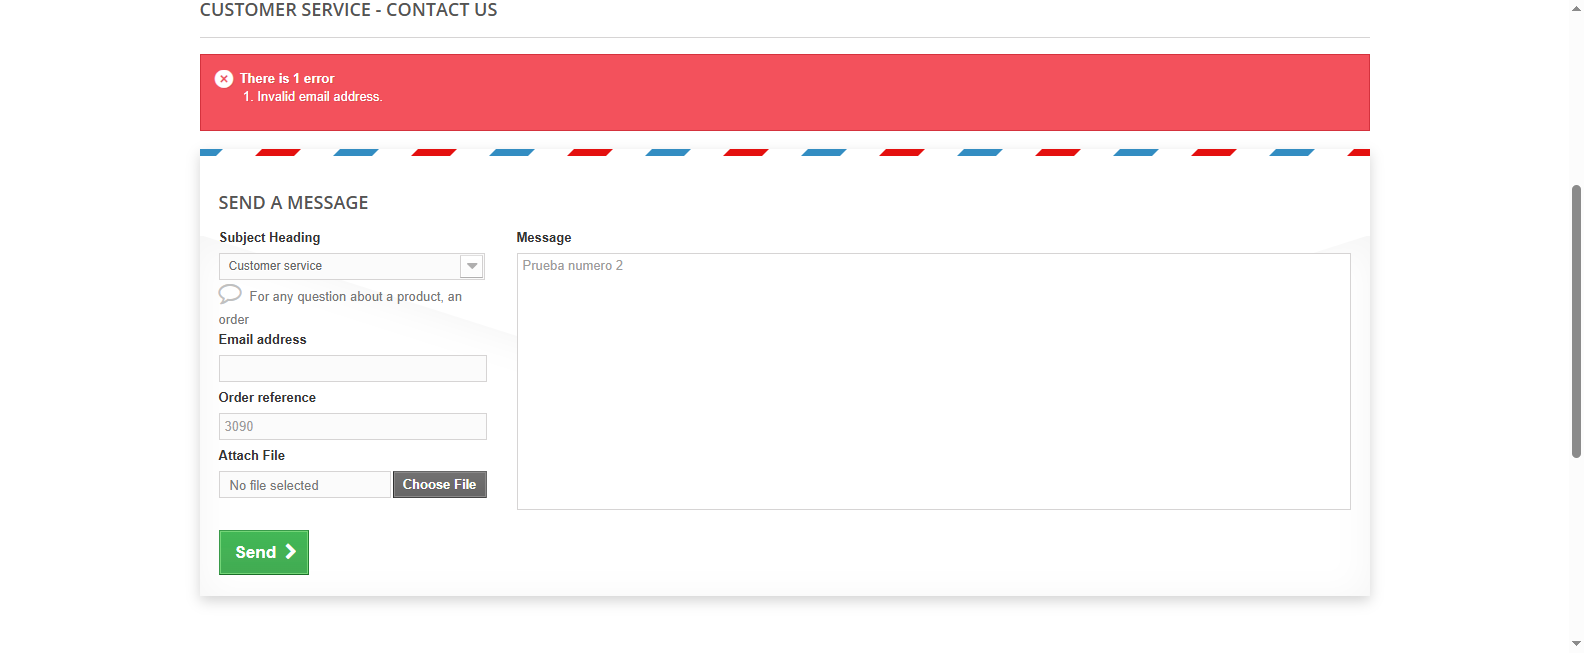 CUSTOMER SERVICE - CONTACT US
There is 1 error
1. Invalid email address.
SEND A MESSAGE
Subject Heading
Customer service
For any question about a product, an
order
Email address
Order reference
3090
Attach File
No file selected
Choose File
Send
Message
Prueba numero 2